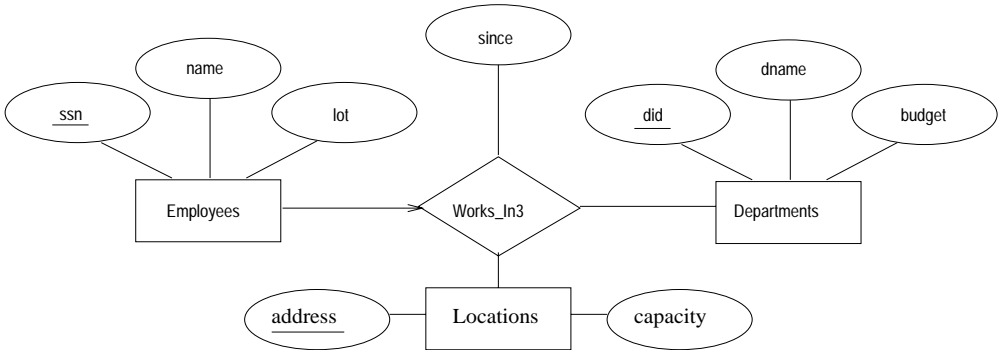 since
name
dname
ssn
lot
did
budget
Employees
Works_In3
Departments
address
Locations
capacity